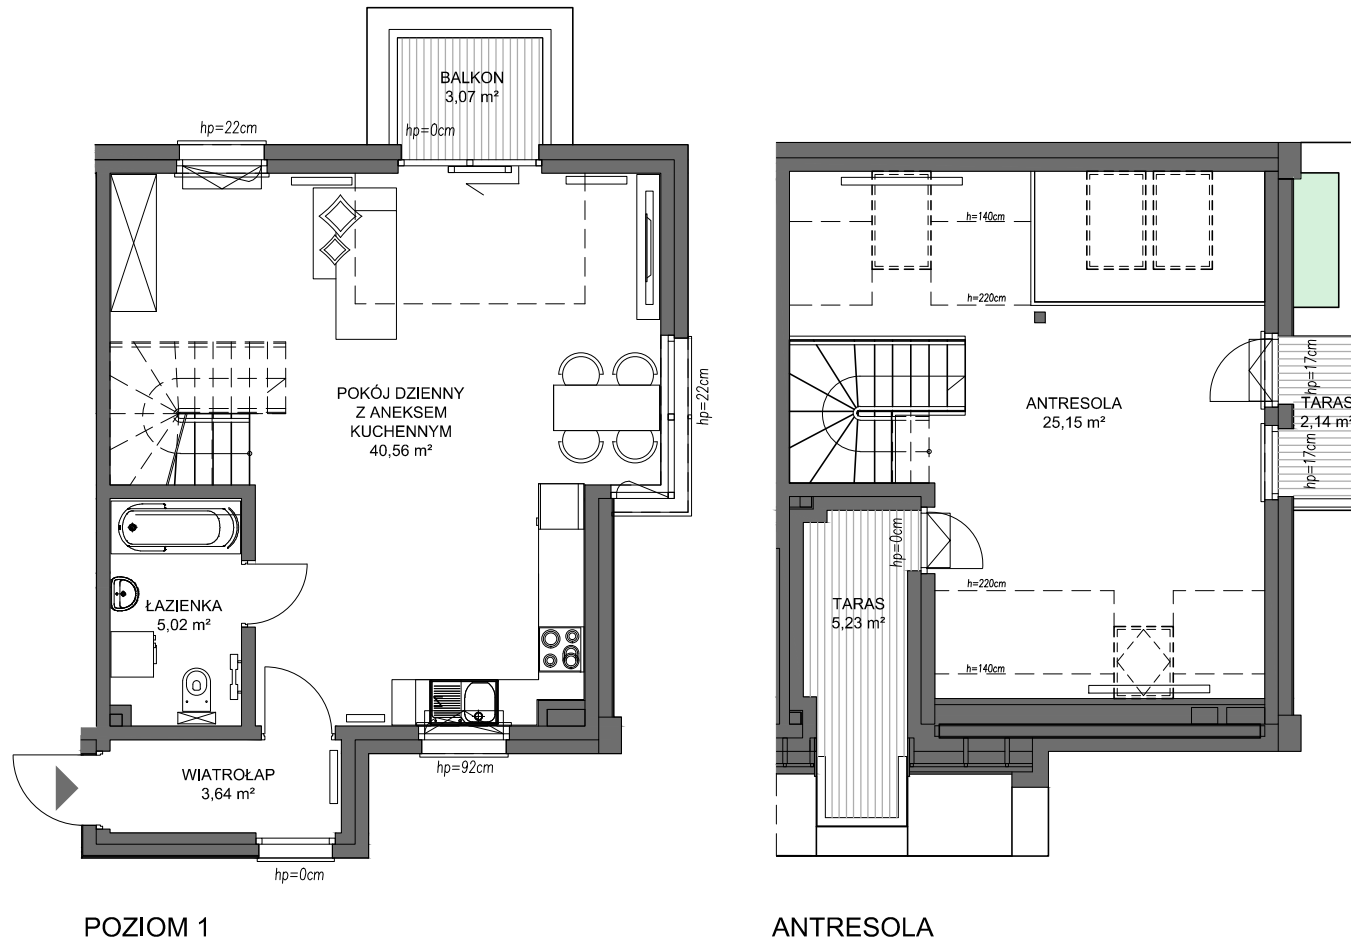 BALKON
3,07 m²
hp=22cm
hp=0cm
POKÓJ DZIENNY
Z ANEKSEM
KUCHENNYM
40,56 m²
hp=22cm
ŁAZIENKA
5,02 m²
WIATROŁAP
3,64 m²
hp=92cm
hp=0cm
POZIOM 1
h=140cm
h=220cm
hp=17cm
ANTRESOLA
25,15 m²
TARAS
2,14 m²
hp=17cm
hp=0cm
h=220cm
TARAS
5,23 m²
h=140cm
ANTRESOLA